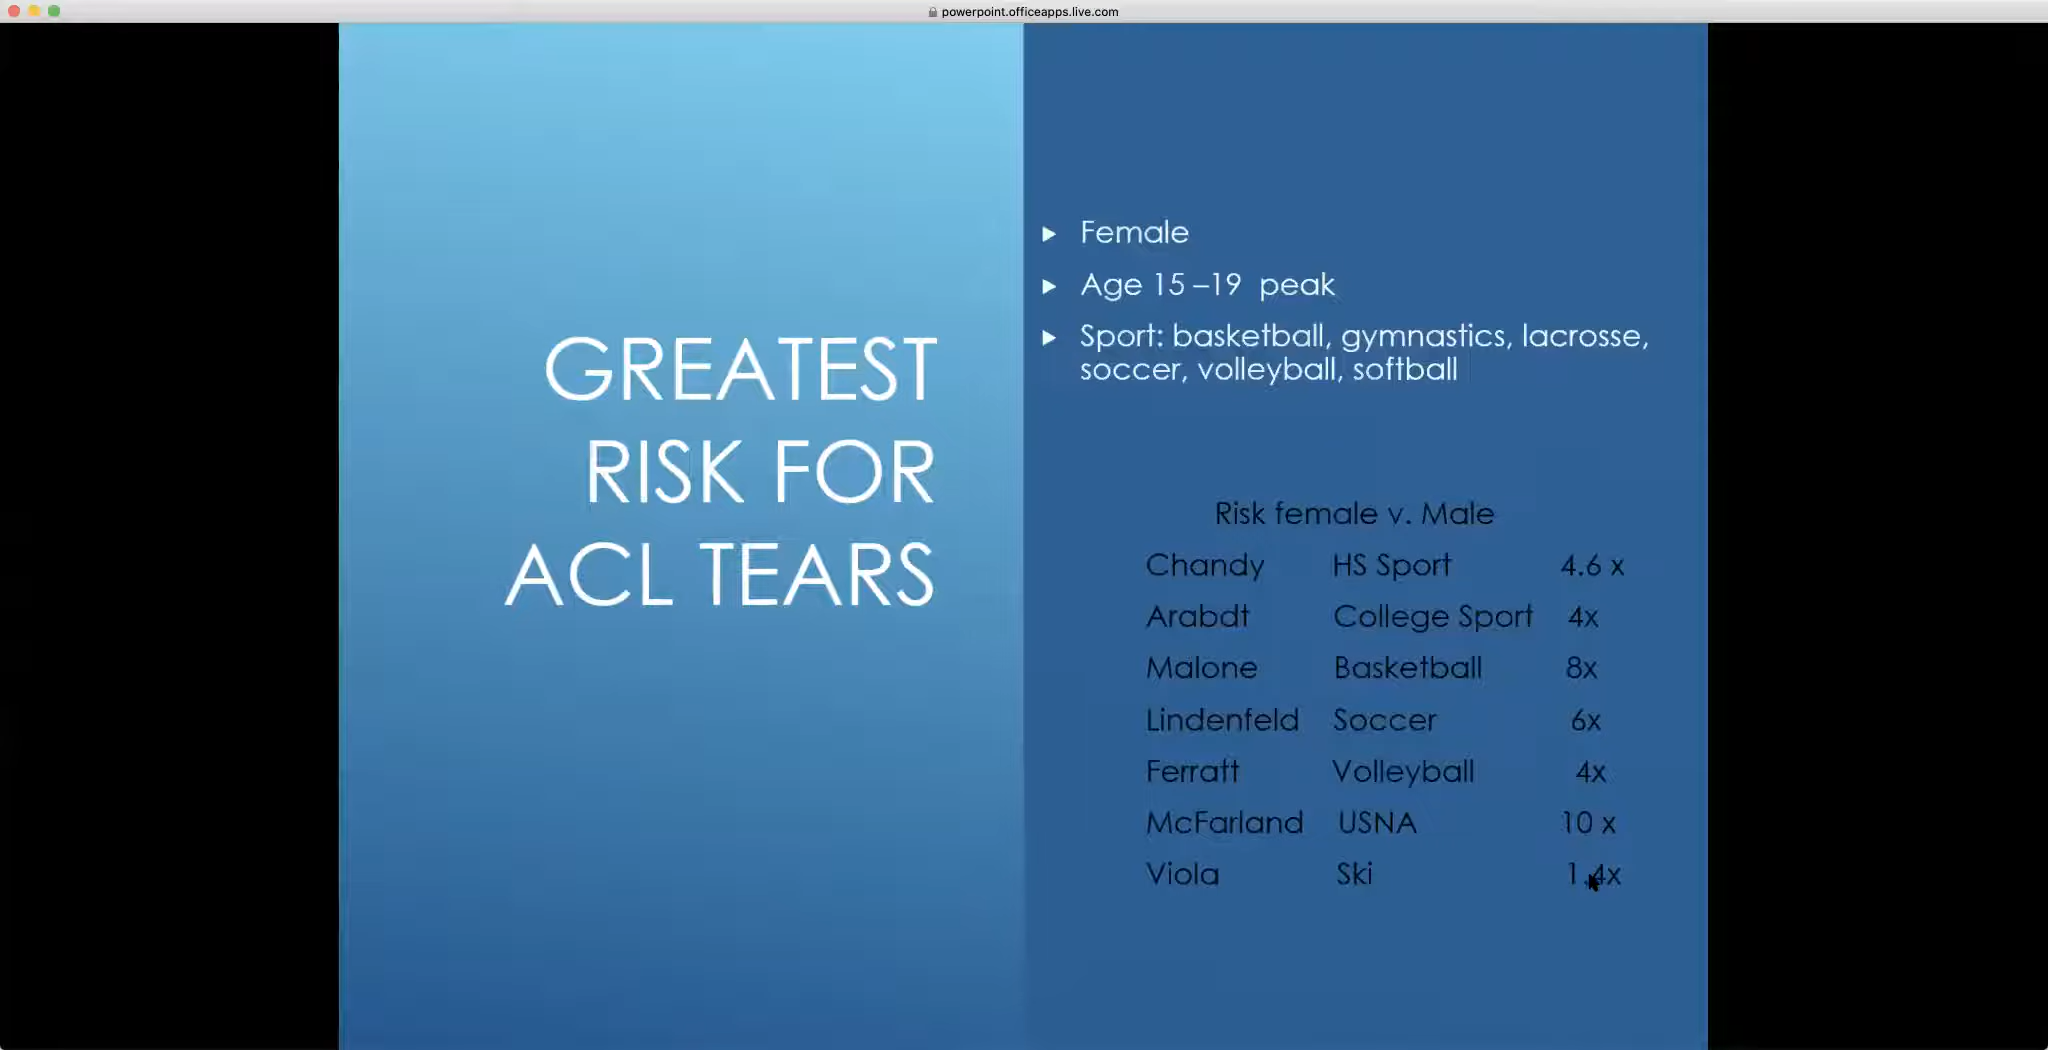 powerpoint.officeapps.live.com
GREATEST
RISK FOR
ACL TEARS
Female
Age 15 –19 peak
Sport: basketball, gymnastics, lacrosse,
soccer, volleyball, softball
Risk female v. Male
Chandy HS Sport 4.6 x
Arabdt College Sport 4x
Malone Basketball 8x
Lindenfeld Soccer 6x
Ferratt Volleyball 4x
McFarland USNA 10 x
Viola Ski 1.4x